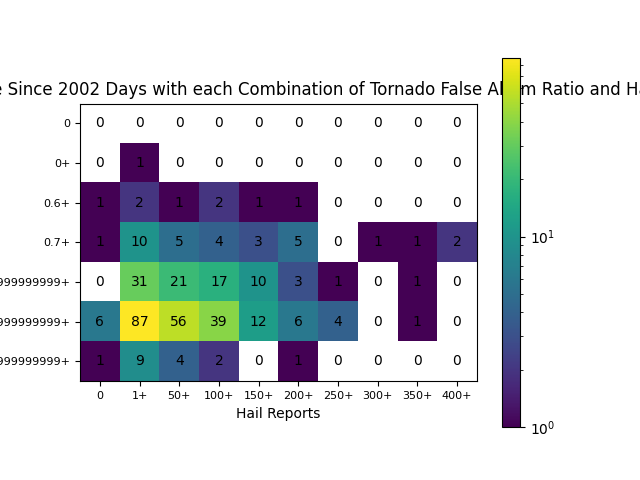 Since 2002 Days with each Combination of Tornado False Alarm Ratio and
0 0 0 0 0 0 0 0 0 0 0
0+ 0 1 0 0 0 0 0 0 0 0
0.6+ 1 2 1 2 1 1 0 0 0 0
0.7+ 1 10 5 4 3 5 0 1 1 2
999999999+ 0 31 21 17 10 3 1 0 1 0
999999999+ 6 87 56 39 12 6 4 0 1 0
999999999+ 1 9 4 2 0 1 0 0 0 0
0 1+ 50+ 100+ 150+ 200+ 250+ 300+ 350+ 400+
Hail Reports
10¹
10⁰